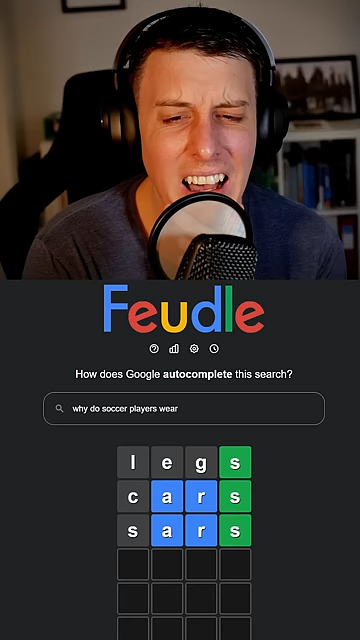 Feudle
How does Google autocomplete this search?
why do soccer players wear
l e g s
c a r s
s a r s